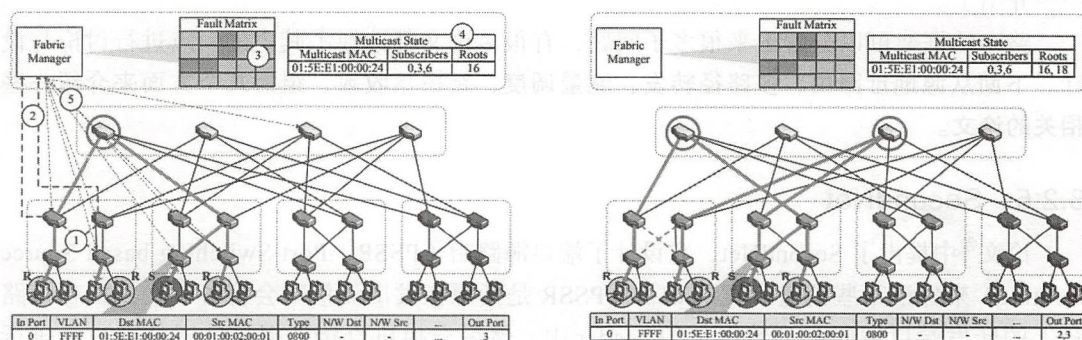 Fault Matrix
Fabric
Manager
3
4
Multicast State
Multicast MAC Subscribers Roots
01:5E:E1:00:00:24 0,3,6 16
5
2
1
R R S R
In Port VLAN Dst MAC Src MAC Type N/W Dst N/W Src ... Out Port
0 FFFF 01:5E:E1:00:00:24 00:01:00:02:00:01 0800 - - ... 3
Fault Matrix
Fabric
Manager
Multicast State
Multicast MAC Subscribers Roots
01:5E:E1:00:00:24 0,3,6 16, 18
R
In Port VLAN Dst MAC Src MAC Type N/W Dst N/W Src ... Out Port
0 FFFF 01:5E:E1:00:00:24 00:01:00:02:00:01 0800 - - ... 2,3